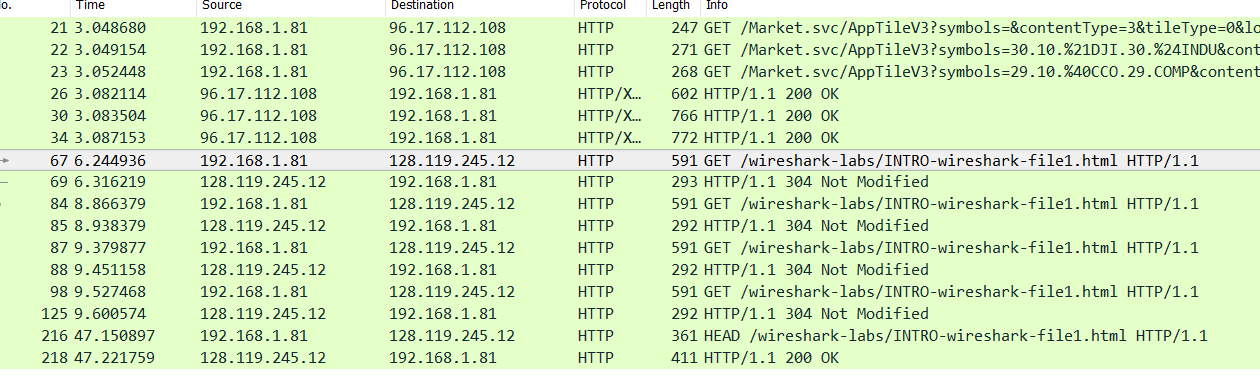 o. Time Source Destination Protocol Length Info
21 3.048680 192.168.1.81 96.17.112.108 HTTP 247 GET /Market.svc/AppTileV3?symbols=&contentType=3&tileType=0&lo
22 3.049154 192.168.1.81 96.17.112.108 HTTP 271 GET /Market.svc/AppTileV3?symbols=30.10.%21DJI.30.%24INDU&cont
23 3.052448 192.168.1.81 96.17.112.108 HTTP 268 GET /Market.svc/AppTileV3?symbols=29.10.%40CCO.29.COMP&content
26 3.082114 96.17.112.108 192.168.1.81 HTTP/X… 602 HTTP/1.1 200 OK
30 3.083504 96.17.112.108 192.168.1.81 HTTP/X… 766 HTTP/1.1 200 OK
34 3.087153 96.17.112.108 192.168.1.81 HTTP/X… 772 HTTP/1.1 200 OK
67 6.244936 192.168.1.81 128.119.245.12 HTTP 591 GET /wireshark-labs/INTRO-wireshark-file1.html HTTP/1.1
69 6.316219 128.119.245.12 192.168.1.81 HTTP 293 HTTP/1.1 304 Not Modified
84 8.866379 192.168.1.81 128.119.245.12 HTTP 591 GET /wireshark-labs/INTRO-wireshark-file1.html HTTP/1.1
85 8.938379 128.119.245.12 192.168.1.81 HTTP 292 HTTP/1.1 304 Not Modified
87 9.379877 192.168.1.81 128.119.245.12 HTTP 591 GET /wireshark-labs/INTRO-wireshark-file1.html HTTP/1.1
88 9.451158 128.119.245.12 192.168.1.81 HTTP 292 HTTP/1.1 304 Not Modified
98 9.527468 192.168.1.81 128.119.245.12 HTTP 591 GET /wireshark-labs/INTRO-wireshark-file1.html HTTP/1.1
125 9.600574 128.119.245.12 192.168.1.81 HTTP 292 HTTP/1.1 304 Not Modified
216 47.150897 192.168.1.81 128.119.245.12 HTTP 361 HEAD /wireshark-labs/INTRO-wireshark-file1.html HTTP/1.1
218 47.221759 128.119.245.12 192.168.1.81 HTTP 411 HTTP/1.1 200 OK